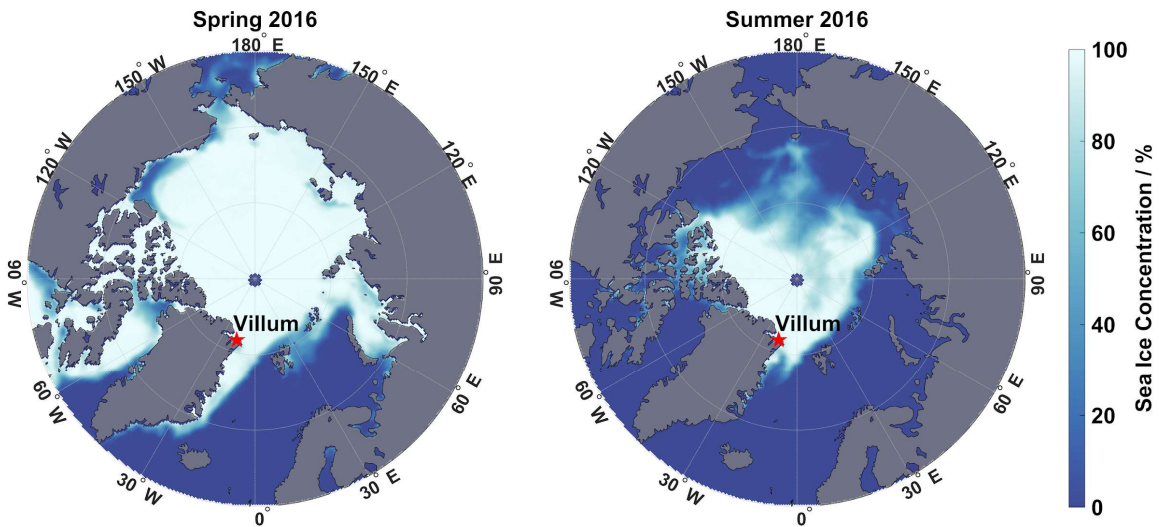 Spring 2016
180° E
150° W
150° E
120° W
120° E
90° W
90° E
Villum
60° W
60° E
30° W
30° E
0°
Summer 2016
180° E
150° W
150° E
120° W
120° E
90° W
90° E
Villum
60° W
60° E
30° W
30° E
0°
100
80
60
40
20
0
Sea Ice Concentration / %